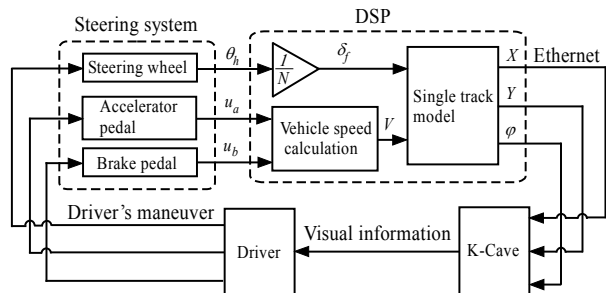 Steering system
DSP
Steering wheel
θh
1/N
δf
X
Ethernet
Accelerator
pedal
ua
Vehicle speed
calculation
V
Single track
model
Y
φ
Brake pedal
ub
Driver's maneuver
Driver
Visual information
K-Cave